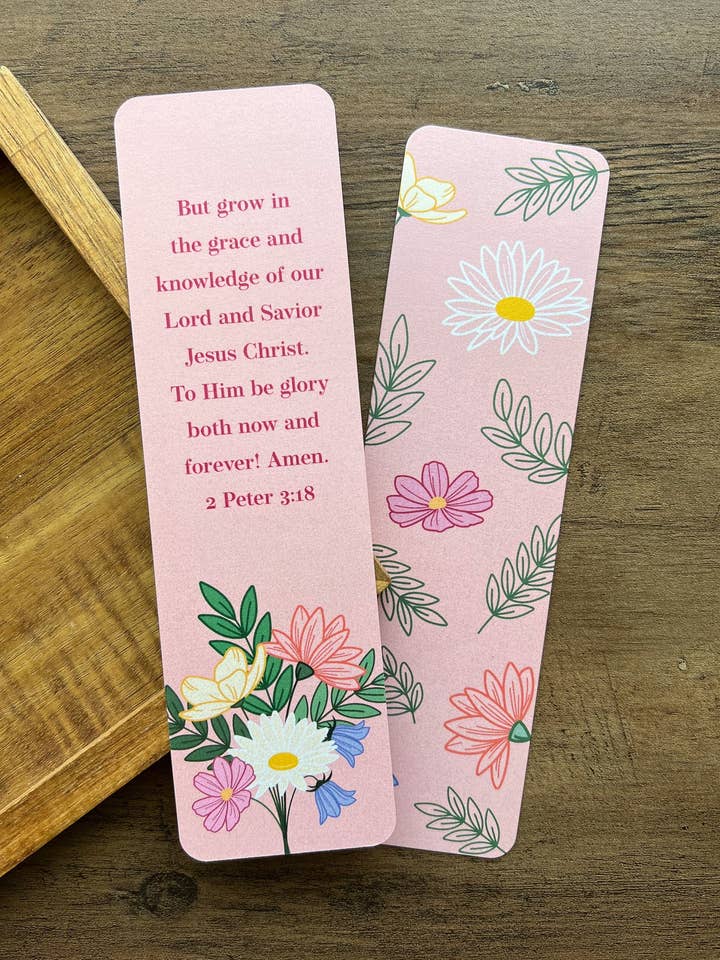 But grow in
the grace and
knowledge of our
Lord and Savior
Jesus Christ.
To Him be glory
both now and
forever! Amen.
2 Peter 3:18